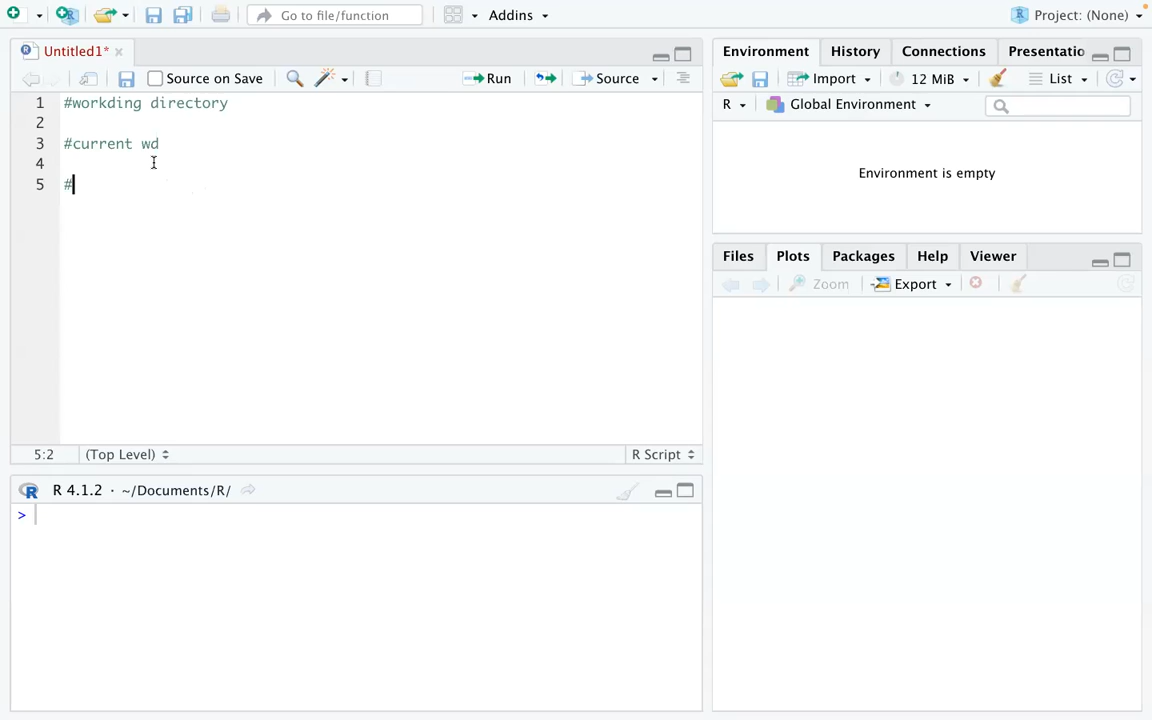 Go to file/function
Addins
Project: (None)
Untitled1*
Source on Save
Run
Source
1 #workding directory
2
3 #current wd
4
5 #
5:2 (Top Level) R Script
R 4.1.2 · ~/Documents/R/
>
Environment History Connections Presentatio
Import 12 MiB List
R Global Environment
Environment is empty
Files Plots Packages Help Viewer
Zoom Export